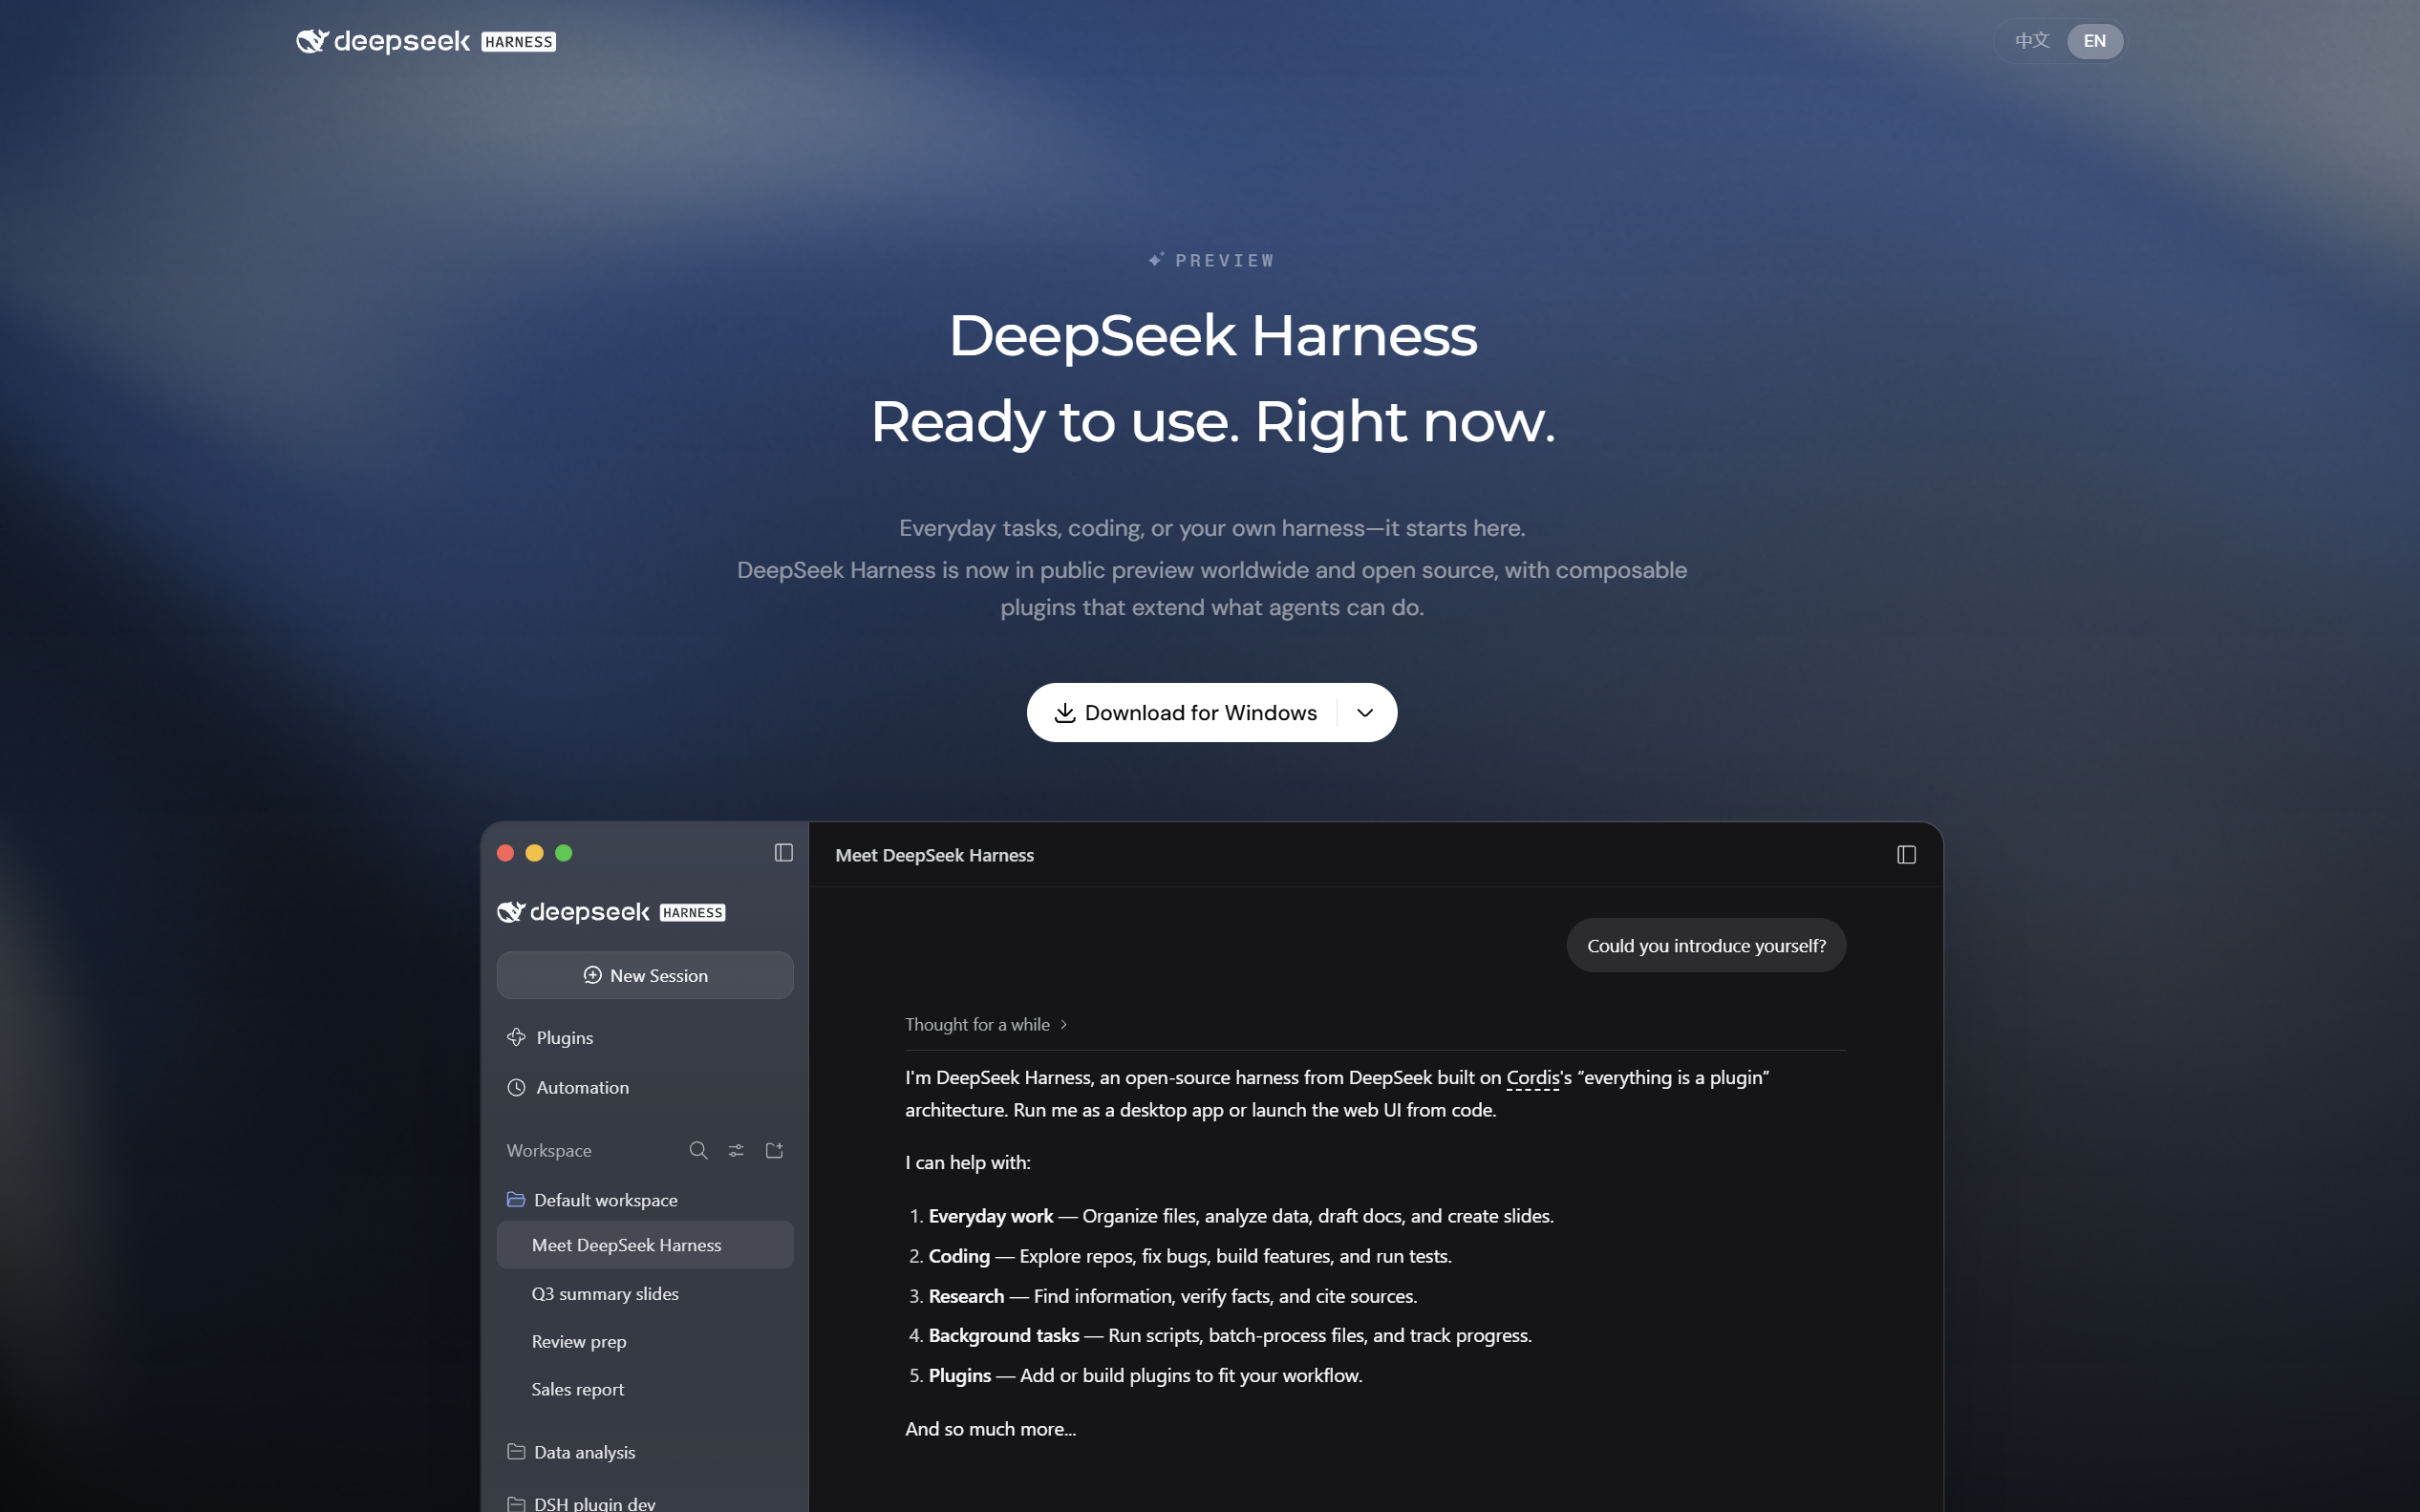 deepseek HARNESS
中文 EN
PREVIEW
DeepSeek Harness
Ready to use. Right now.
Everyday tasks, coding, or your own harness—it starts here.
DeepSeek Harness is now in public preview worldwide and open source, with composable
plugins that extend what agents can do.
Download for Windows
deepseek HARNESS
New Session
Plugins
Automation
Workspace
Default workspace
Meet DeepSeek Harness
Q3 summary slides
Review prep
Sales report
Data analysis
DSH plugin dev
Meet DeepSeek Harness
Could you introduce yourself?
Thought for a while
I'm DeepSeek Harness, an open-source harness from DeepSeek built on Cordis's “everything is a plugin”
architecture. Run me as a desktop app or launch the web UI from code.
I can help with:
1. Everyday work — Organize files, analyze data, draft docs, and create slides.
2. Coding — Explore repos, fix bugs, build features, and run tests.
3. Research — Find information, verify facts, and cite sources.
4. Background tasks — Run scripts, batch-process files, and track progress.
5. Plugins — Add or build plugins to fit your workflow.
And so much more...